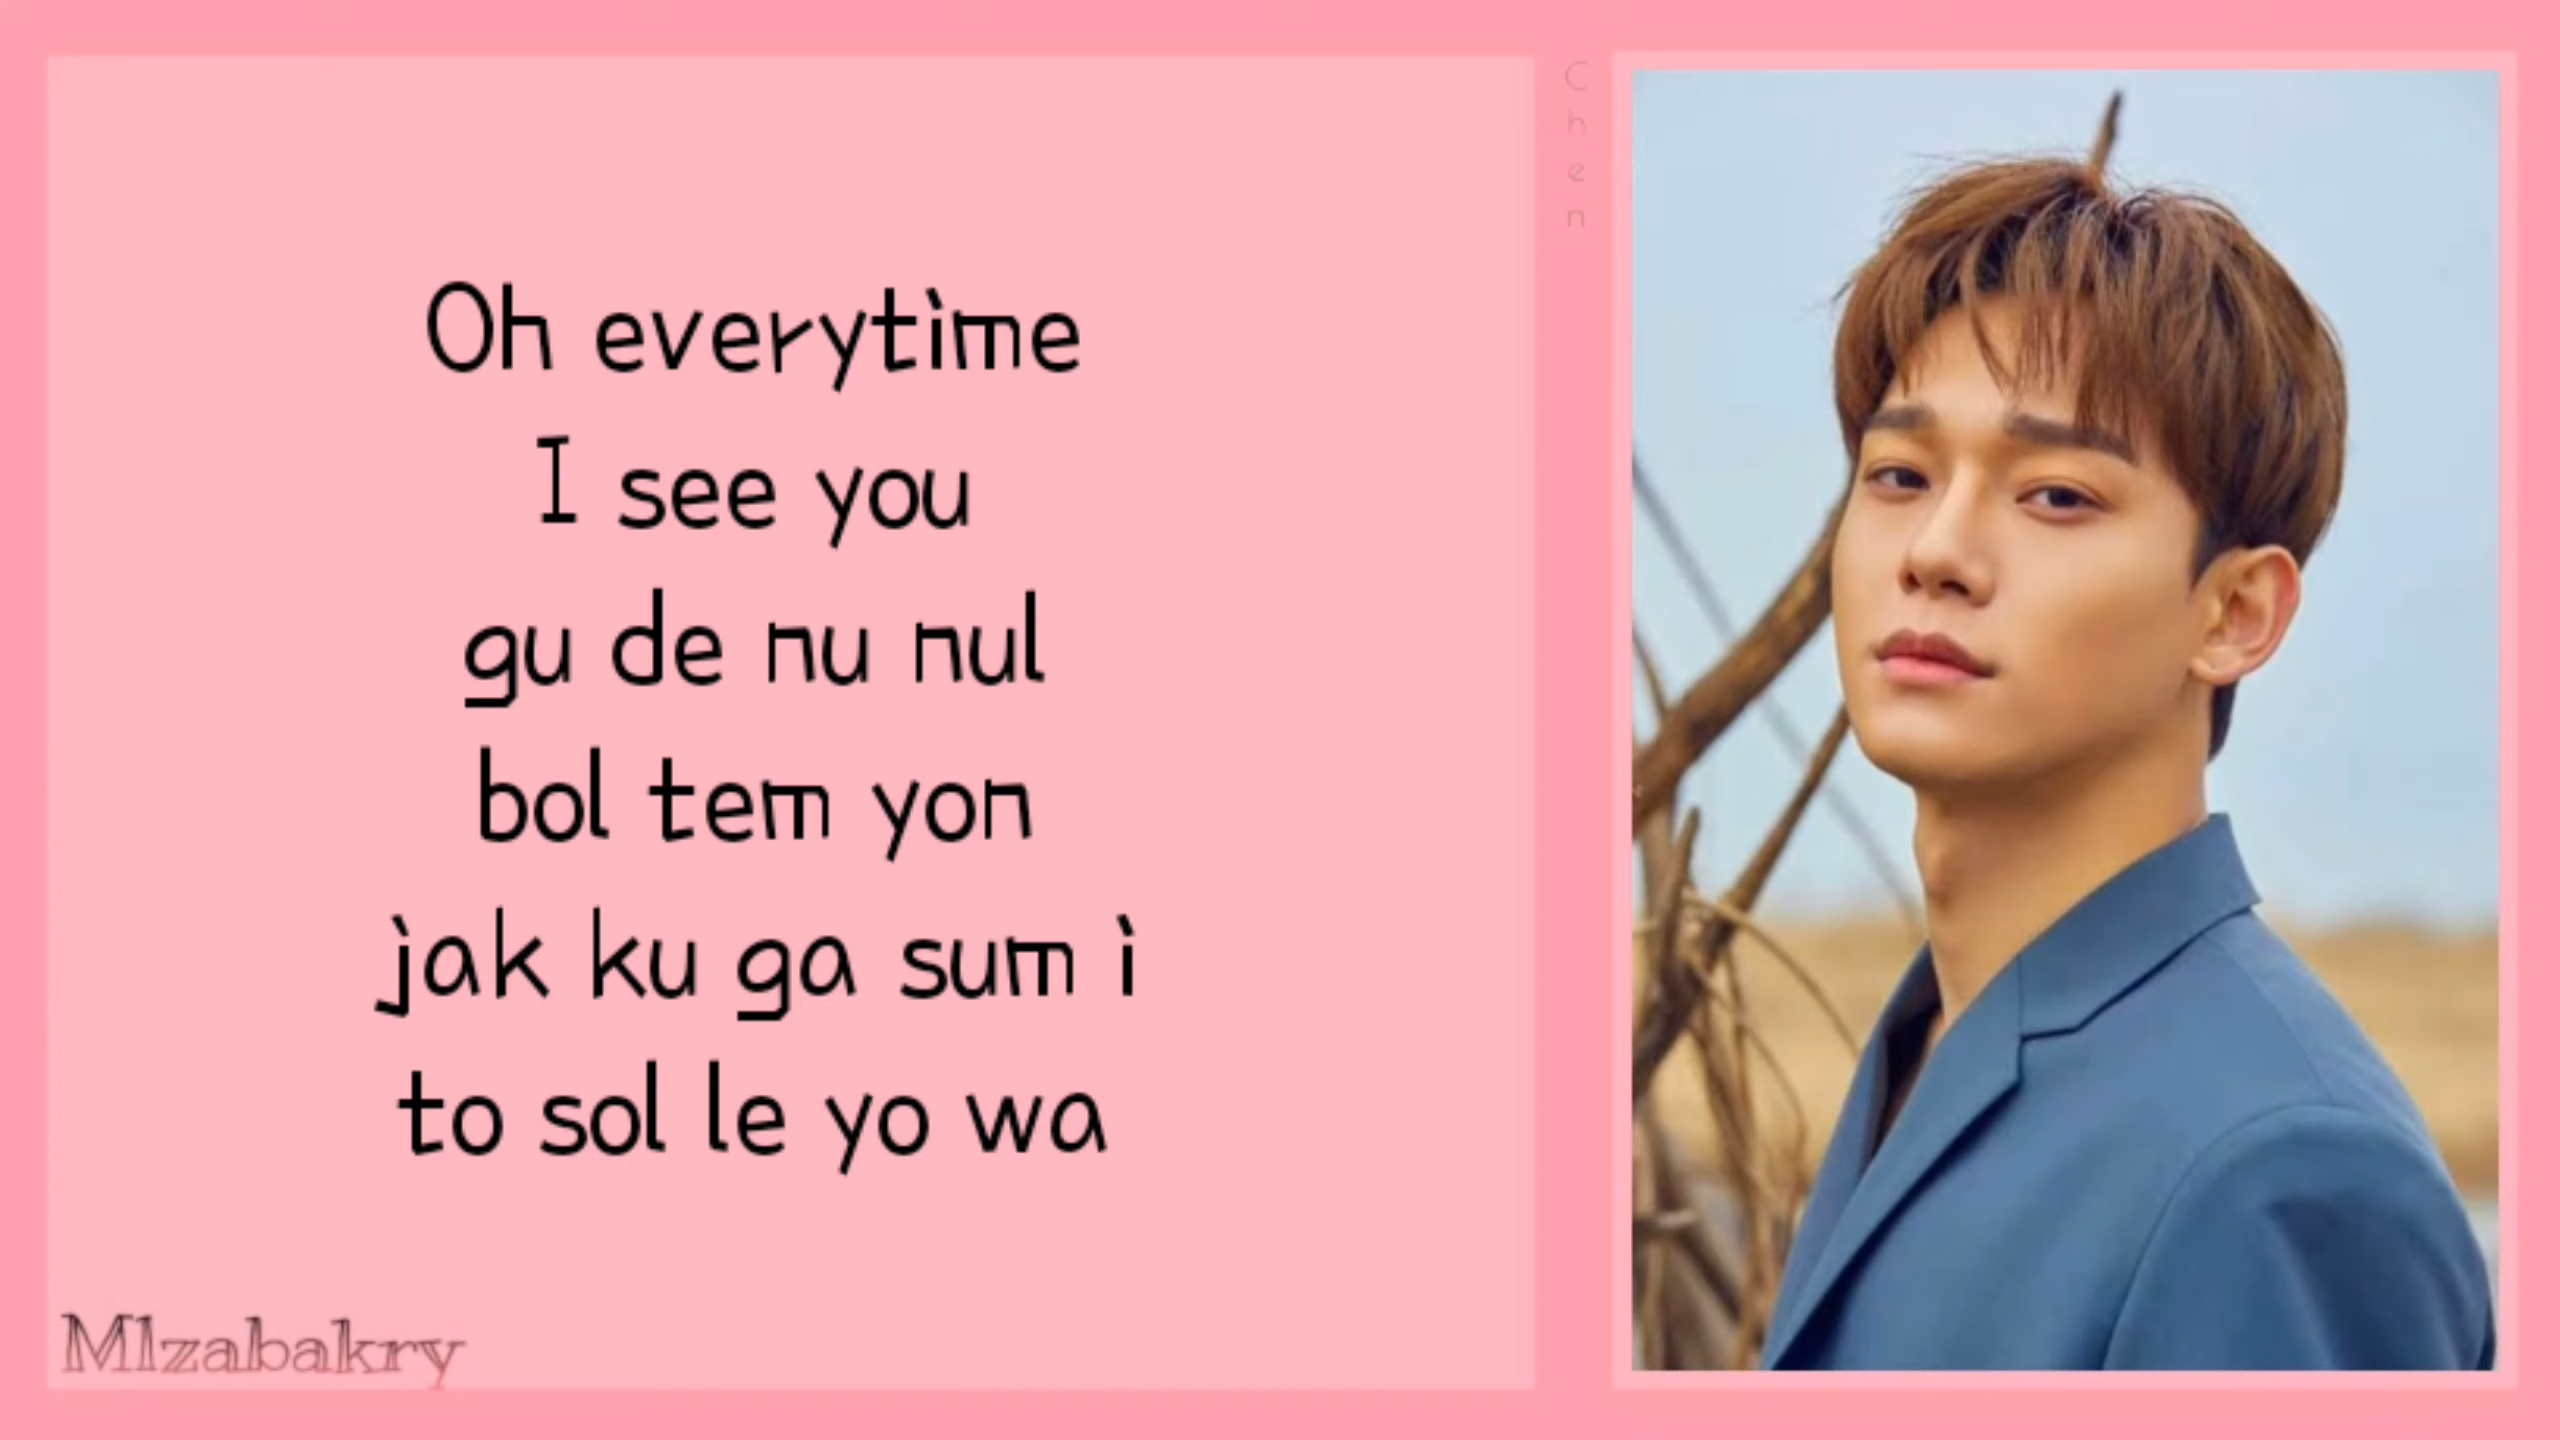 Oh everytime
I see you
gu de nu nul
bol tem yon
jak ku ga sum i
to sol le yo wa
Chen
Mlzabakry